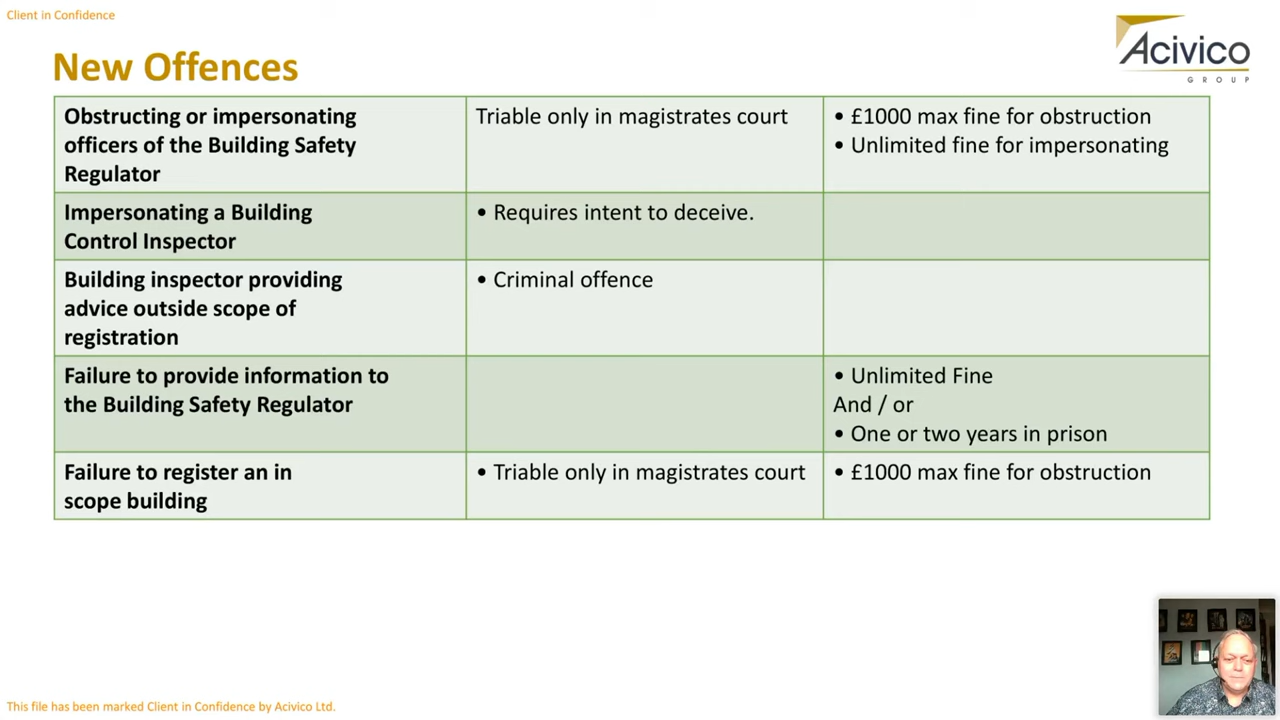 Client in Confidence
Acivico
GROUP
New Offences
Obstructing or impersonating
officers of the Building Safety
Regulator
Triable only in magistrates court
• £1000 max fine for obstruction
• Unlimited fine for impersonating
Impersonating a Building
Control Inspector
• Requires intent to deceive.
Building inspector providing
advice outside scope of
registration
• Criminal offence
Failure to provide information to
the Building Safety Regulator
• Unlimited Fine
And / or
• One or two years in prison
Failure to register an in
scope building
• Triable only in magistrates court
• £1000 max fine for obstruction
This file has been marked Client in Confidence by Acivico Ltd.